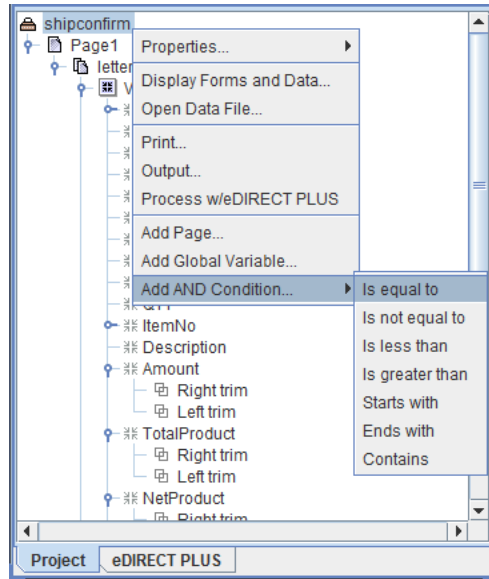 shipconfirm
Page1
letter
V
Properties...
Display Forms and Data...
Open Data File...
Print...
Output...
Process w/eDIRECT PLUS
Add Page...
Add Global Variable...
Add AND Condition...
Is equal to
Is not equal to
Is less than
Is greater than
Starts with
Ends with
Contains
QTY
ItemNo
Description
Amount
Right trim
Left trim
TotalProduct
Right trim
Left trim
NetProduct
Right trim
Project
eDIRECT PLUS